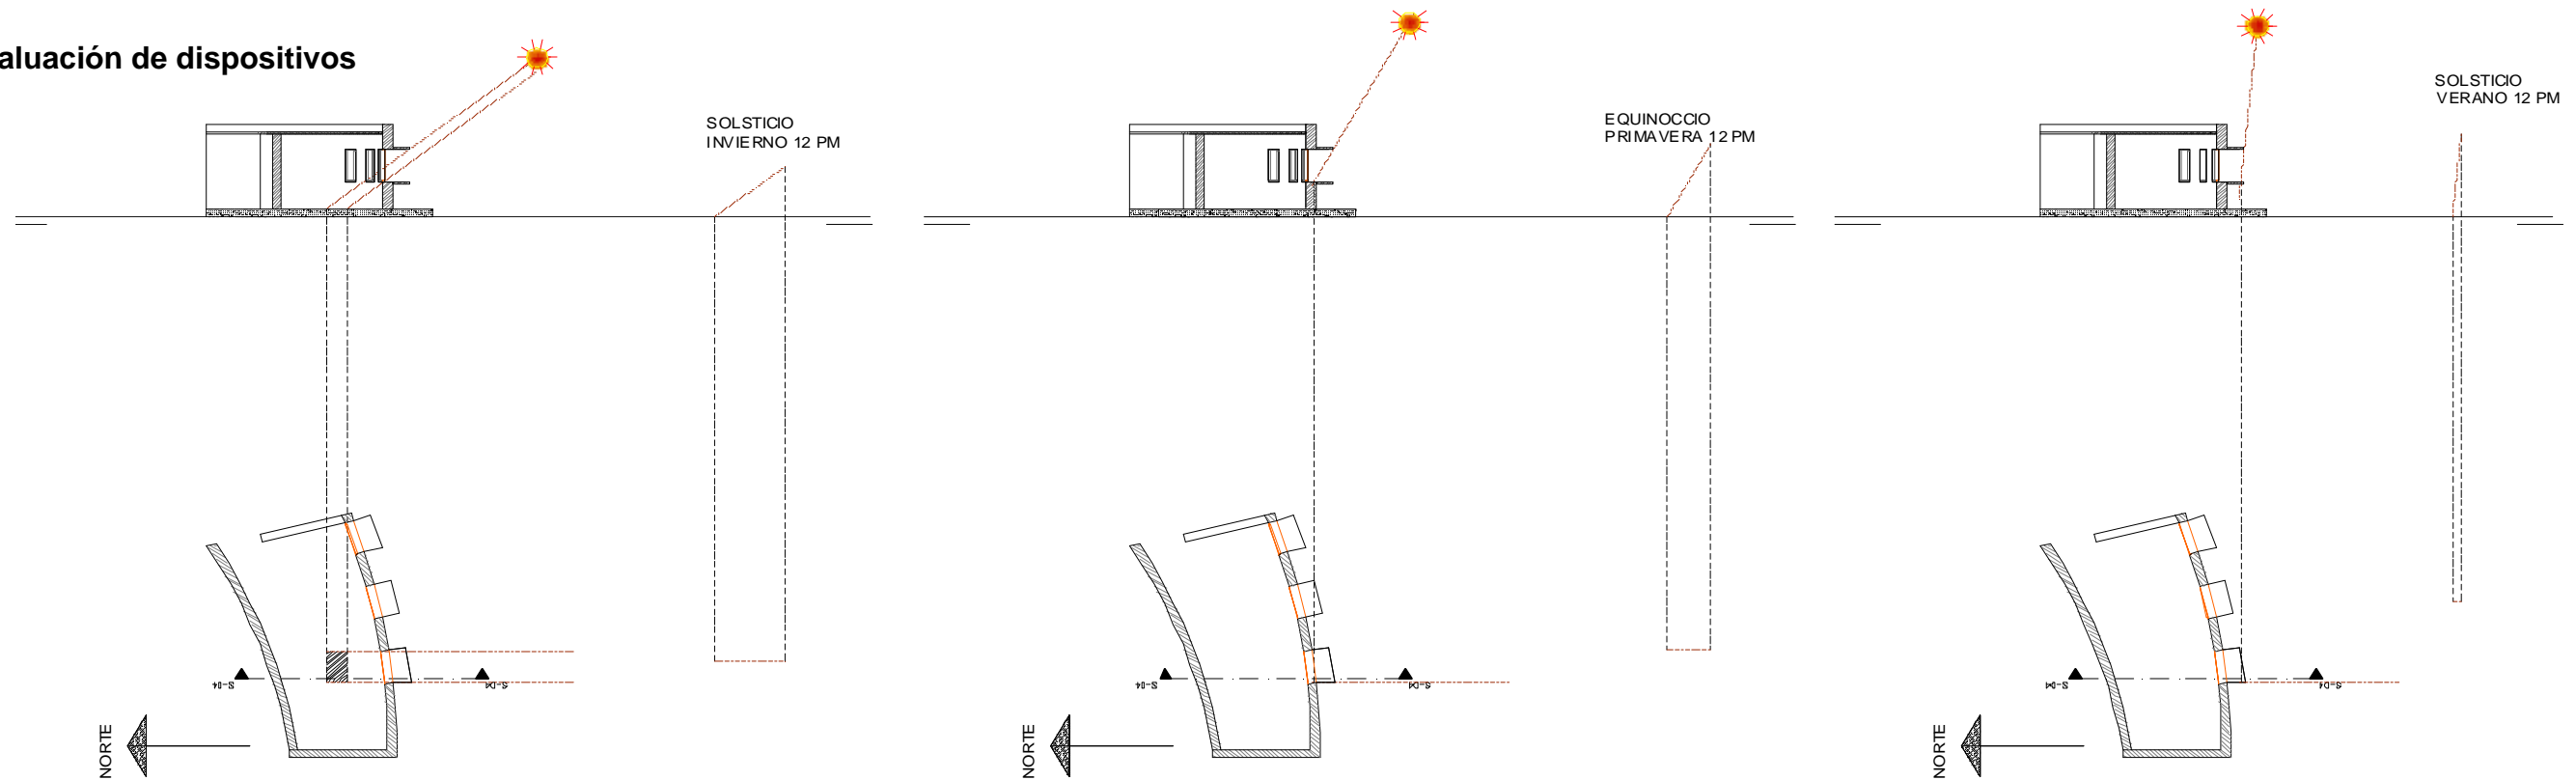 aluación de dispositivos
SOLSTICIO
INVIERNO 12 PM
EQUINOCCIO
PRIMAVERA 12 PM
SOLSTICIO
VERANO 12 PM
NORTE
NORTE
NORTE